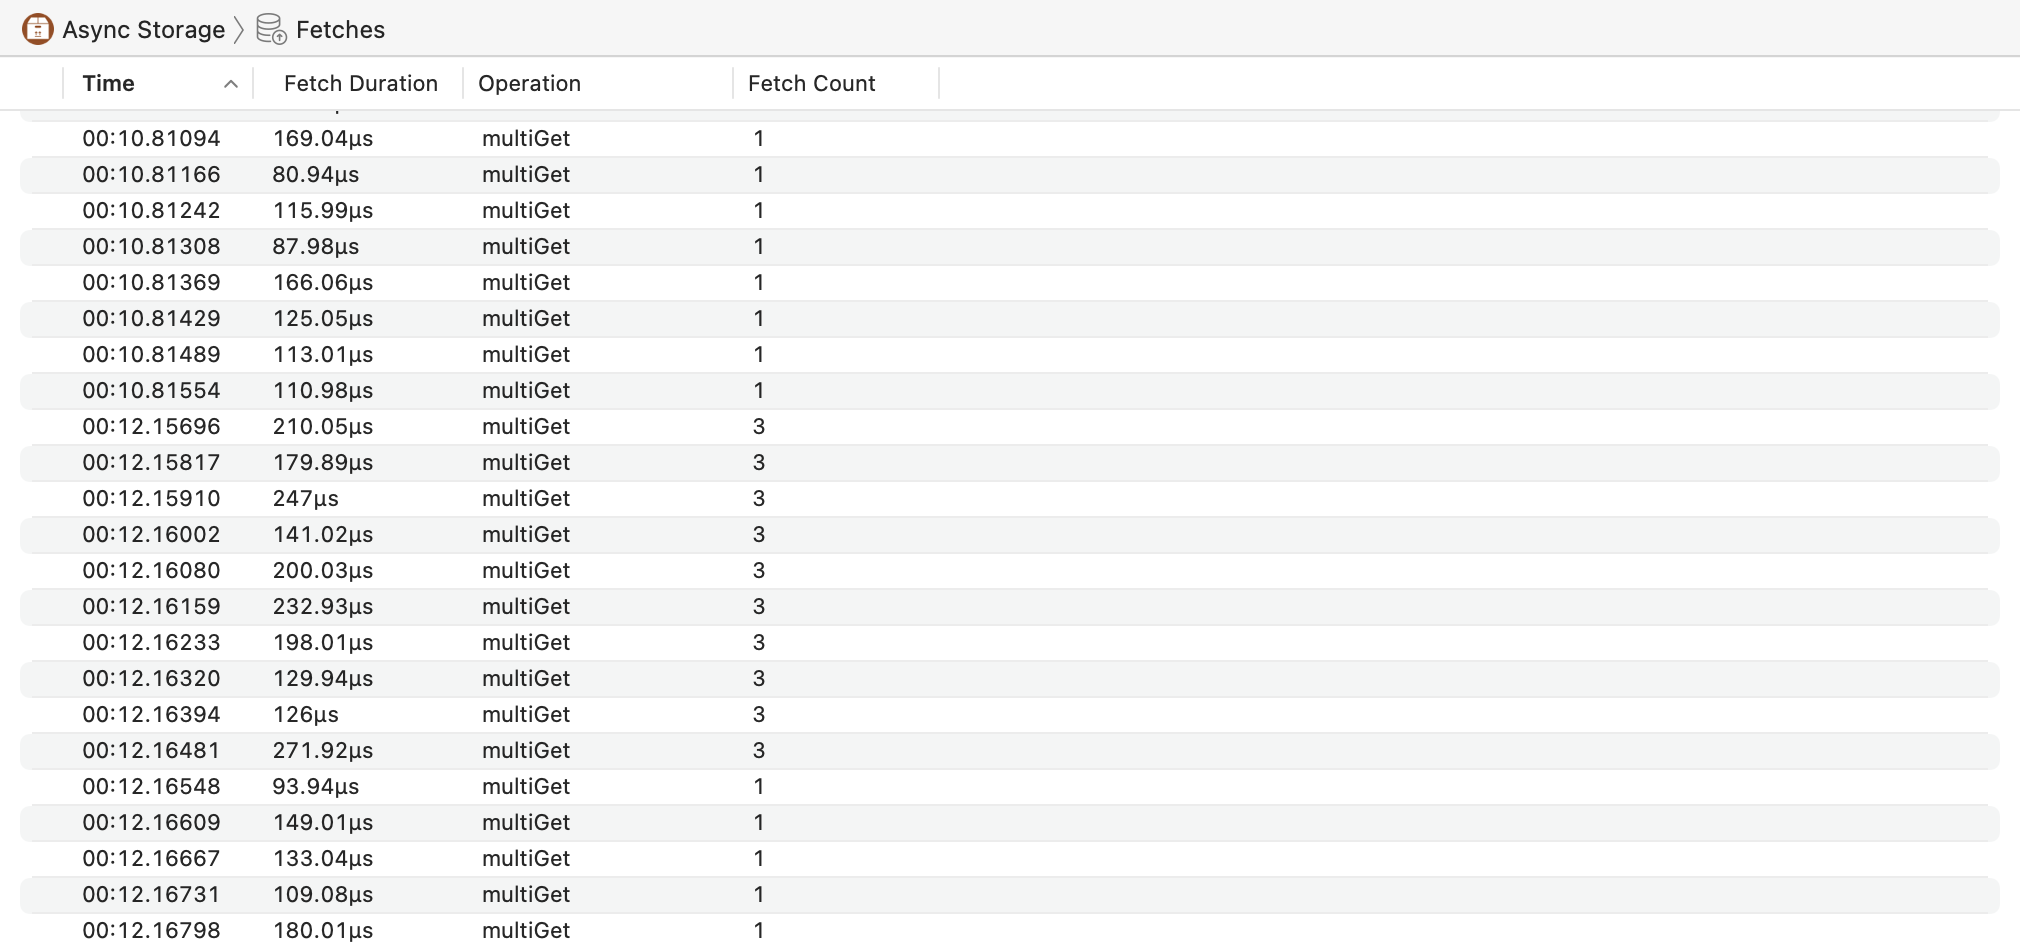 Async Storage Fetches
Time Fetch Duration Operation Fetch Count
00:10.81094 169.04µs multiGet 1
00:10.81166 80.94µs multiGet 1
00:10.81242 115.99µs multiGet 1
00:10.81308 87.98µs multiGet 1
00:10.81369 166.06µs multiGet 1
00:10.81429 125.05µs multiGet 1
00:10.81489 113.01µs multiGet 1
00:10.81554 110.98µs multiGet 1
00:12.15696 210.05µs multiGet 3
00:12.15817 179.89µs multiGet 3
00:12.15910 247µs multiGet 3
00:12.16002 141.02µs multiGet 3
00:12.16080 200.03µs multiGet 3
00:12.16159 232.93µs multiGet 3
00:12.16233 198.01µs multiGet 3
00:12.16320 129.94µs multiGet 3
00:12.16394 126µs multiGet 3
00:12.16481 271.92µs multiGet 3
00:12.16548 93.94µs multiGet 1
00:12.16609 149.01µs multiGet 1
00:12.16667 133.04µs multiGet 1
00:12.16731 109.08µs multiGet 1
00:12.16798 180.01µs multiGet 1